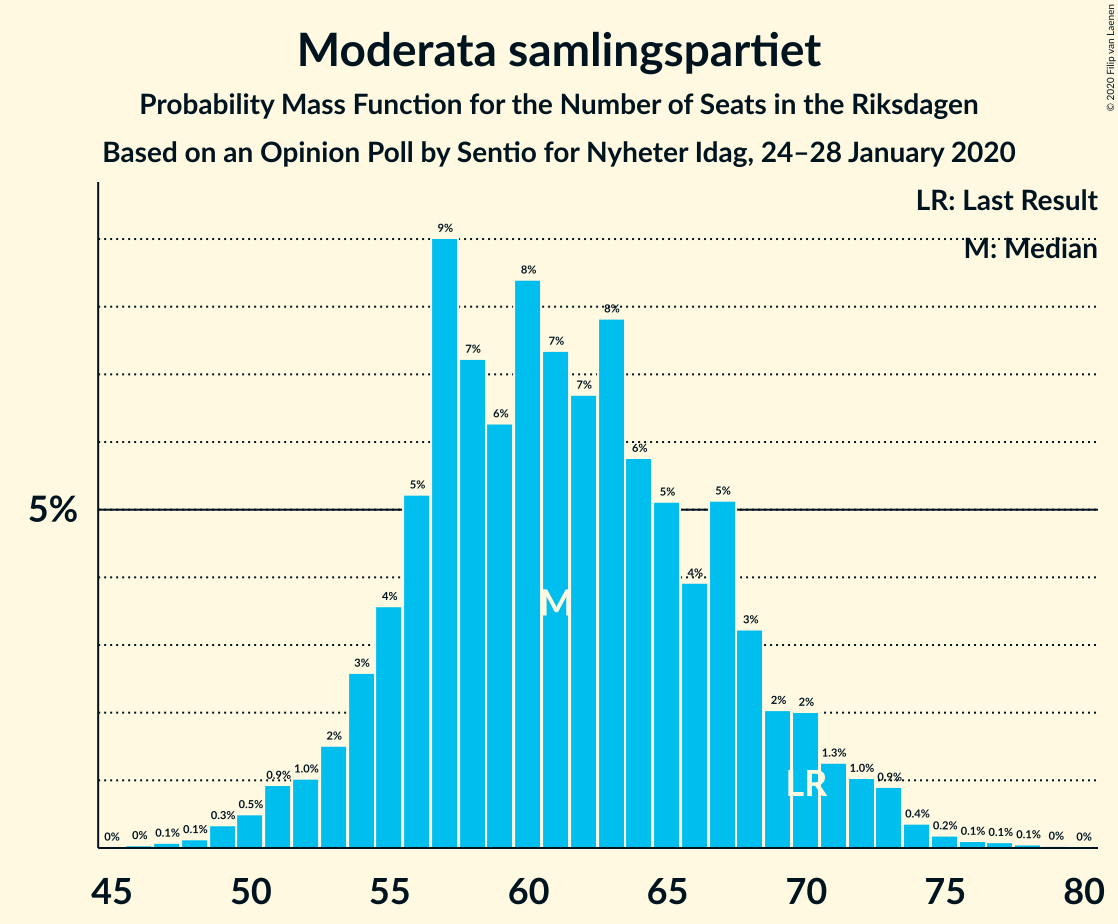 Moderata samlingspartiet
Probability Mass Function for the Number of Seats in the Riksdagen
Based on an Opinion Poll by Sentio for Nyheter Idag, 24–28 January 2020
© 2020 Filip van Laenen
LR: Last Result
M: Median
5%
0% 0% 0.1% 0.1% 0.3% 0.5% 0.9% 1.0% 2% 3% 4% 5% 9% 7% 6% 8% 7% 7% 8% 6% 5% 4% 5% 3% 2% 2% 1.3% 1.0% 0.9% 0.4% 0.2% 0.1% 0.1% 0.1% 0% 0%
M
LR
45 50 55 60 65 70 75 80